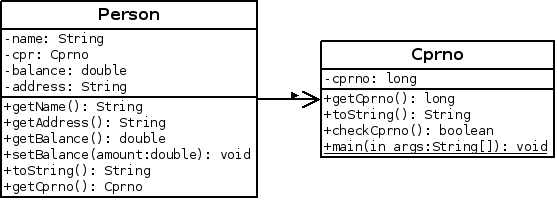 Person
-name: String
-cpr: Cprno
-balance: double
-address: String
+getName(): String
+getAddress(): String
+getBalance(): double
+setBalance(amount:double): void
+toString(): String
+getCprno(): Cprno
Cprno
-cprno: long
+getCprno(): long
+toString(): String
+checkCprno(): boolean
+main(in args:String[]): void